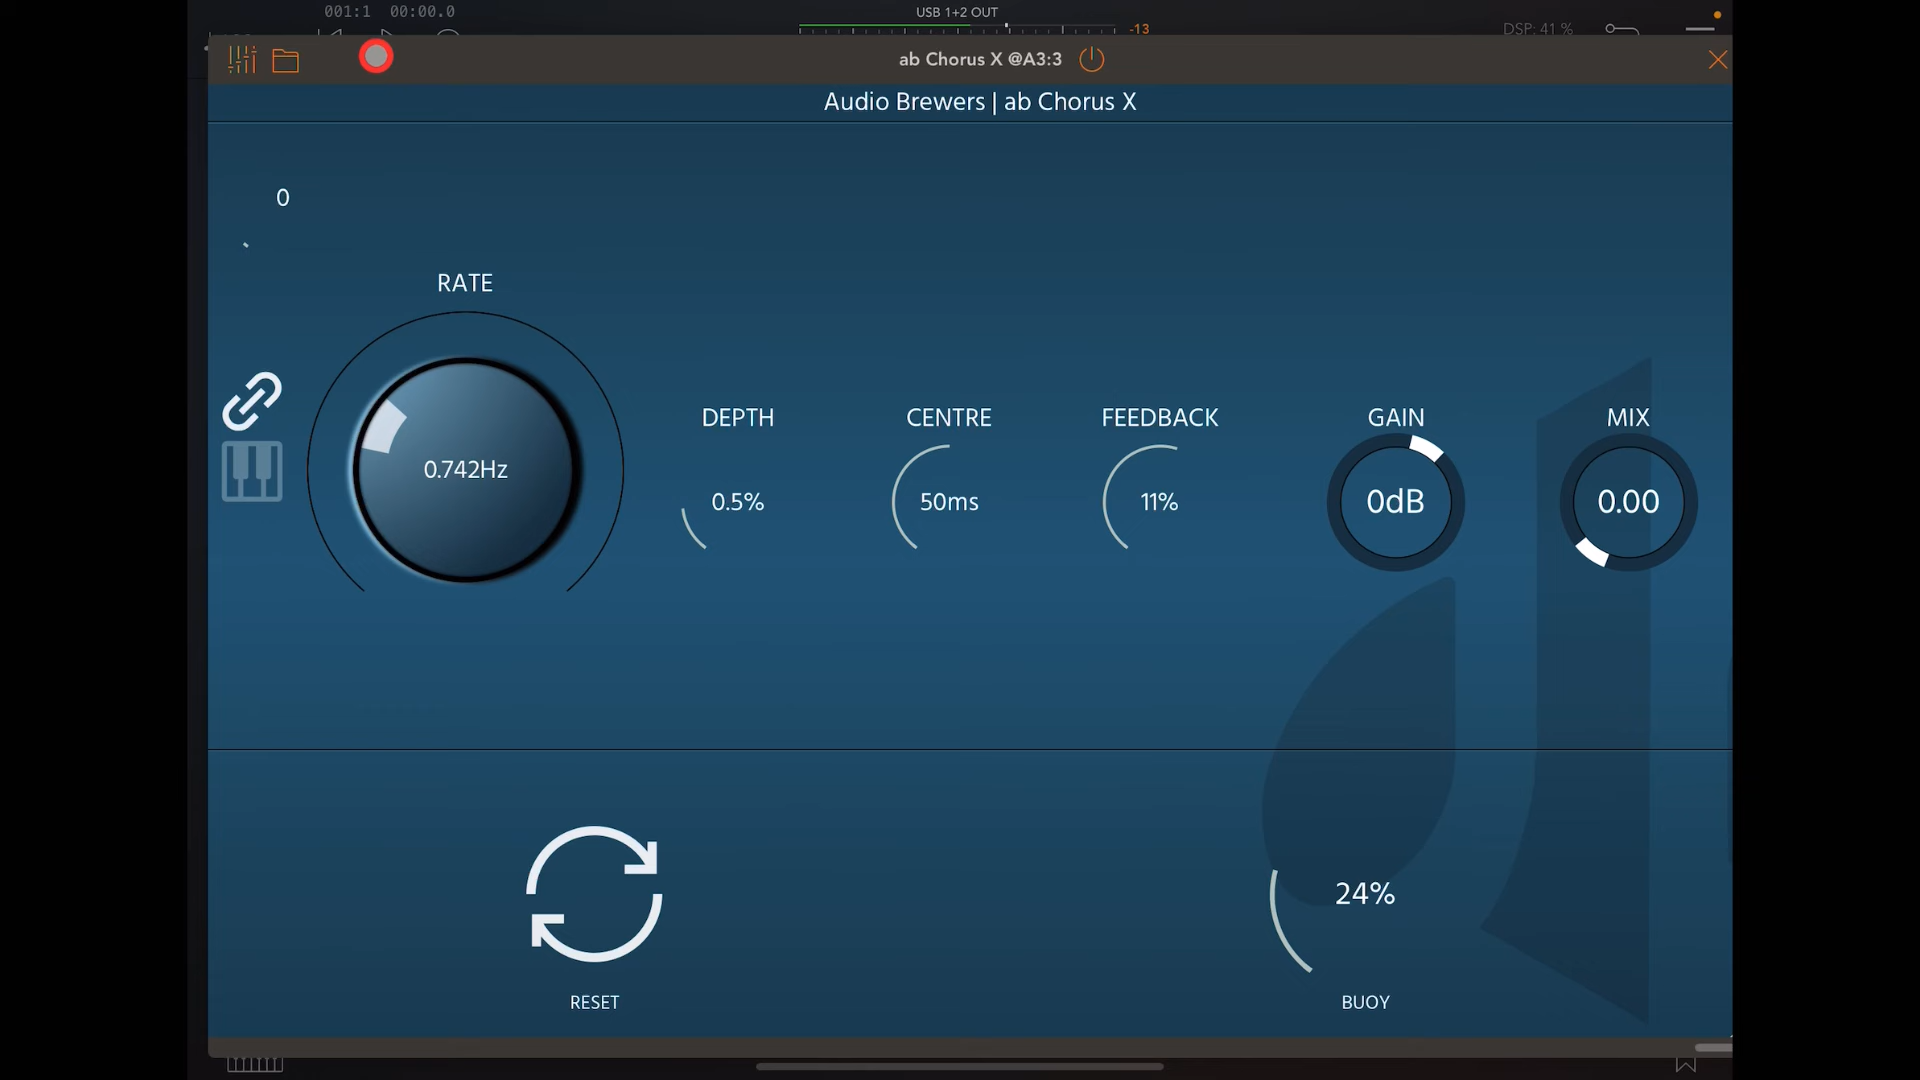 001:1 00:00.0
USB 1+2 OUT
-13
DSP: 41 %
ab Chorus X @A3:3
Audio Brewers | ab Chorus X
0
RATE
0.742Hz
DEPTH
0.5%
CENTRE
50ms
FEEDBACK
11%
GAIN
0dB
MIX
0.00
RESET
24%
BUOY